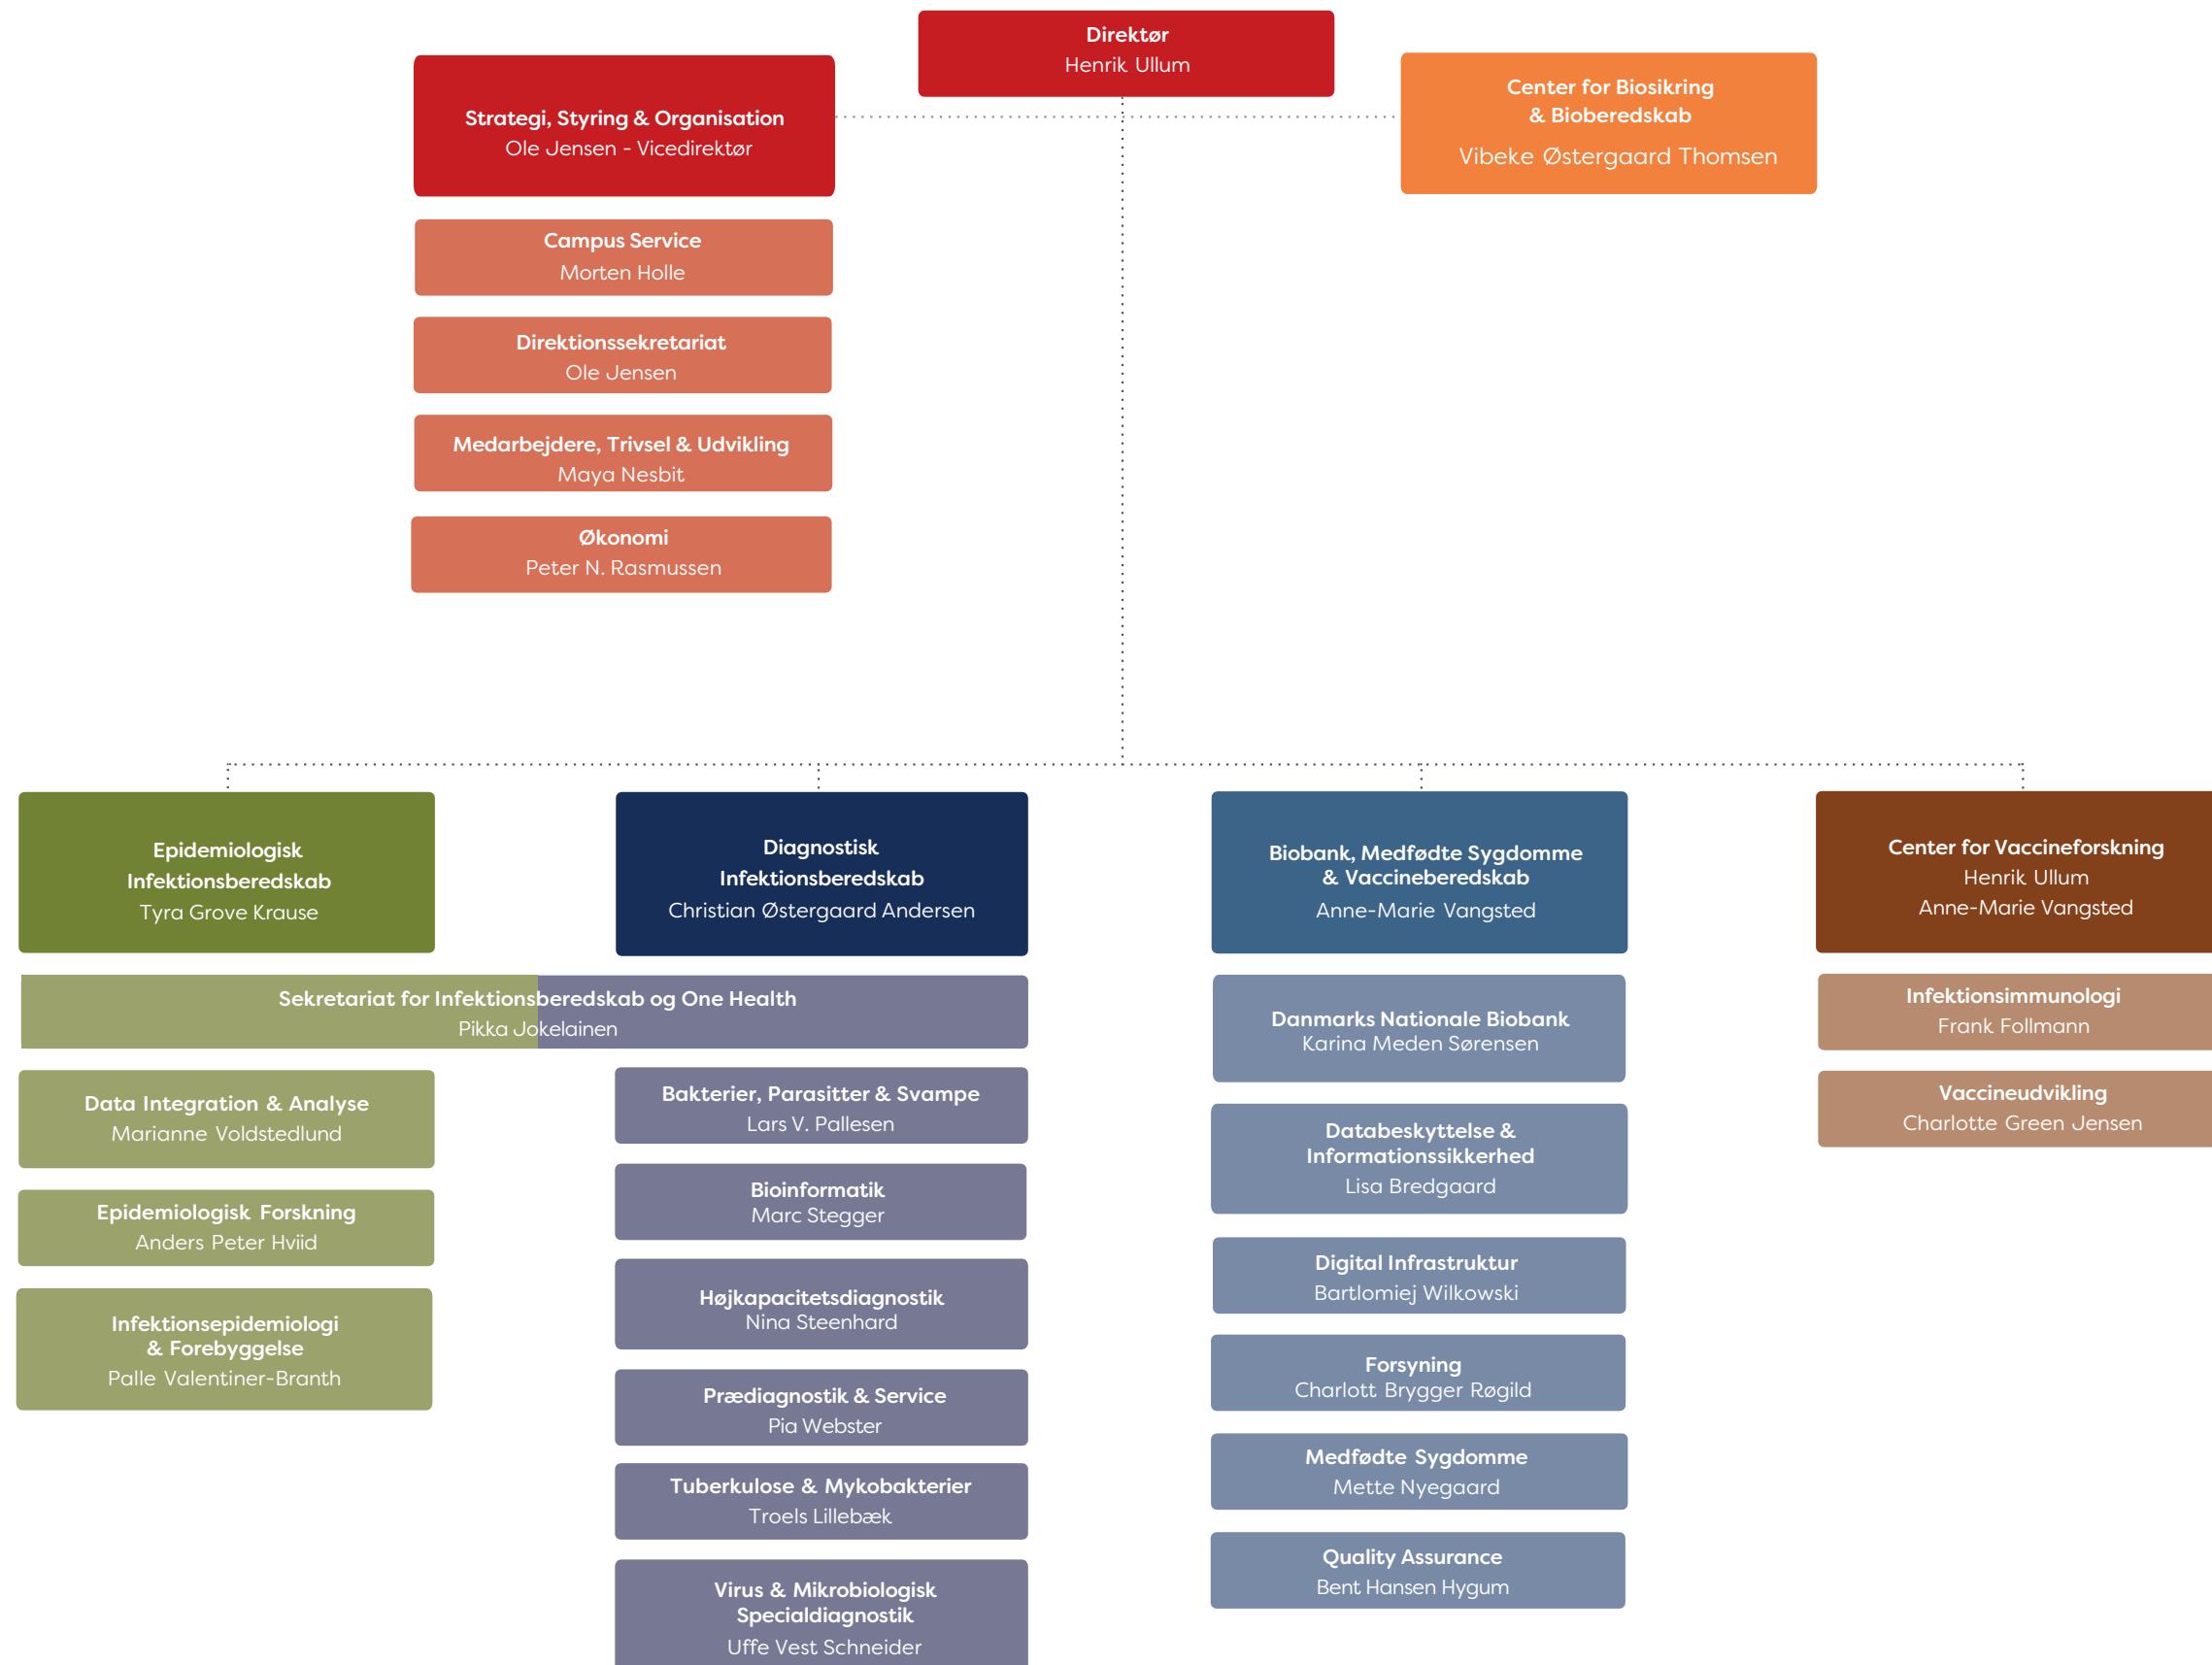 Direktør
Henrik Ullum
Strategi, Styring & Organisation
Ole Jensen - Vicedirektør
Center for Biosikring
& Bioberedskab
Vibeke Østergaard Thomsen
Campus Service
Morten Holle
Direktionssekretariat
Ole Jensen
Medarbejdere, Trivsel & Udvikling
Maya Nesbit
Økonomi
Peter N. Rasmussen
Epidemiologisk
Infektionsberedskab
Tyra Grove Krause
Diagnostisk
Infektionsberedskab
Christian Østergaard Andersen
Biobank, Medfødte Sygdomme
& Vaccineberedskab
Anne-Marie Vangsted
Center for Vaccineforskning
Henrik Ullum
Anne-Marie Vangsted
Sekretariat for Infektionsberedskab og One Health
Pikka Jokelainen
Data Integration & Analyse
Marianne Voldstedlund
Epidemiologisk Forskning
Anders Peter Hviid
Infektionsepidemiologi
& Forebyggelse
Palle Valentiner-Branth
Bakterier, Parasitter & Svampe
Lars V. Pallesen
Bioinformatik
Marc Stegger
Højkapacitetsdiagnostik
Nina Steenhard
Prædiagnostik & Service
Pia Webster
Tuberkulose & Mykobakterier
Troels Lillebæk
Virus & Mikrobiologisk
Specialdiagnostik
Uffe Vest Schneider
Danmarks Nationale Biobank
Karina Meden Sørensen
Databeskyttelse &
Informationssikkerhed
Lisa Bredgaard
Digital Infrastruktur
Bartlomiej Wilkowski
Forsyning
Charlott Brygger Røgild
Medfødte Sygdomme
Mette Nyegaard
Quality Assurance
Bent Hansen Hygum
Infektionsimmunologi
Frank Follmann
Vaccineudvikling
Charlotte Green Jensen